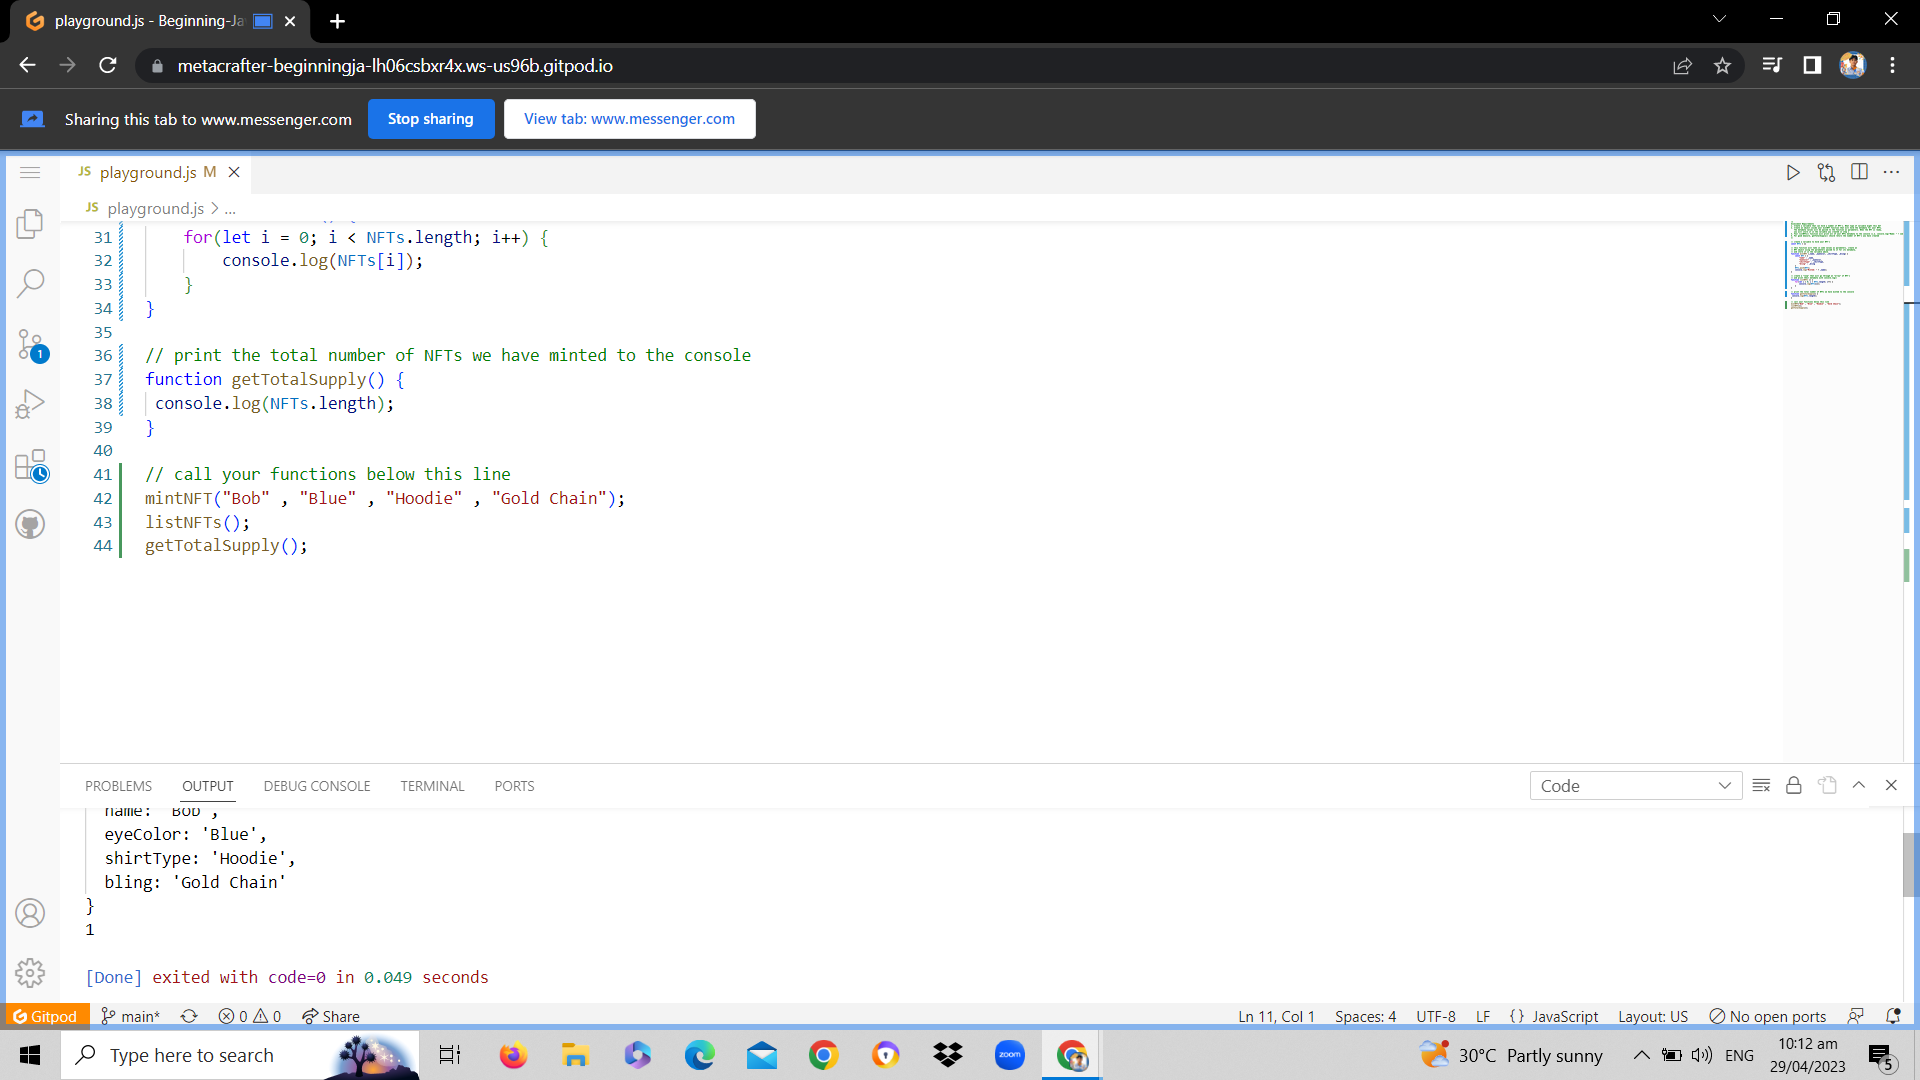 playground.js - Beginning-Ja
metacrafter-beginningja-lh06csbxr4x.ws-us96b.gitpod.io
Sharing this tab to www.messenger.com Stop sharing View tab: www.messenger.com
JS playground.js M
JS playground.js > ...
31 for(let i = 0; i < NFTs.length; i++) {
32 console.log(NFTs[i]);
33 }
34 }
35
36 // print the total number of NFTs we have minted to the console
37 function getTotalSupply() {
38 console.log(NFTs.length);
39 }
40
41 // call your functions below this line
42 mintNFT("Bob" , "Blue" , "Hoodie" , "Gold Chain");
43 listNFTs();
44 getTotalSupply();
1
PROBLEMS OUTPUT DEBUG CONSOLE TERMINAL PORTS Code
name: 'Bob',
eyeColor: 'Blue',
shirtType: 'Hoodie',
bling: 'Gold Chain'
}
1
[Done] exited with code=0 in 0.049 seconds
Gitpod main* 0 0 Share Ln 11, Col 1 Spaces: 4 UTF-8 LF {} JavaScript Layout: US No open ports
Type here to search zoom 30°C Partly sunny ENG 10:12 am
29/04/2023 5